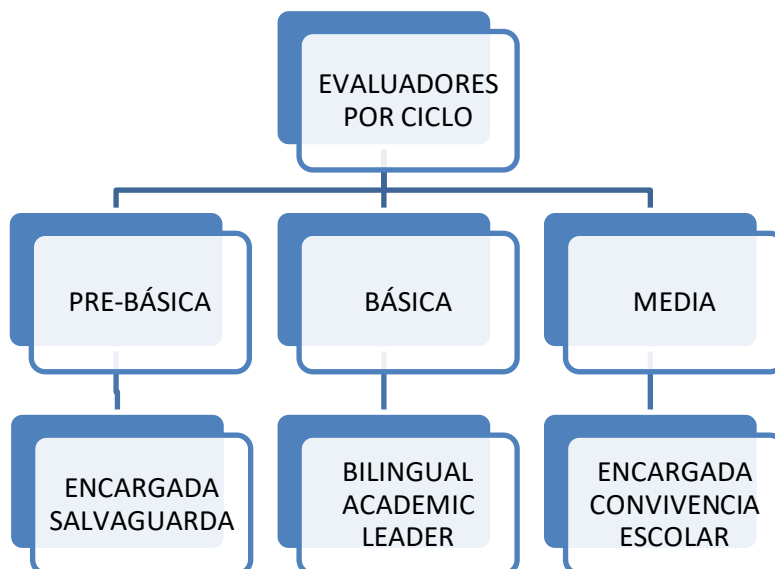 EVALUADORES
POR CICLO
PRE-BÁSICA
BÁSICA
MEDIA
ENCARGADA
SALVAGUARDA
BILINGUAL
ACADEMIC
LEADER
ENCARGADA
CONVIVENCIA
ESCOLAR